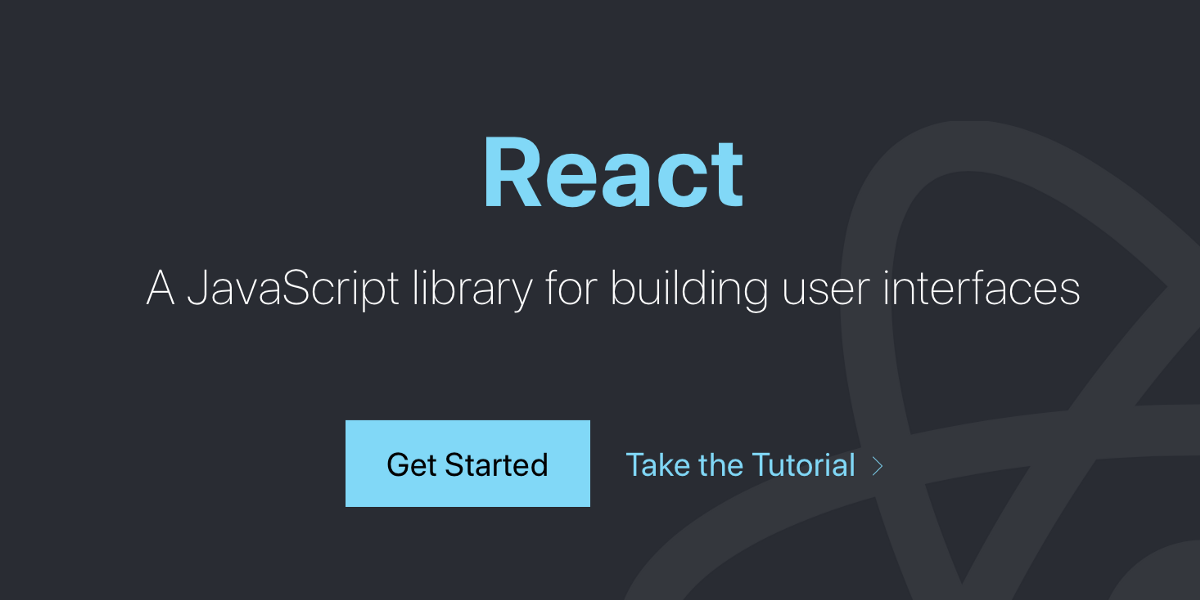 React
A JavaScript library for building user interfaces
Get Started
Take the Tutorial